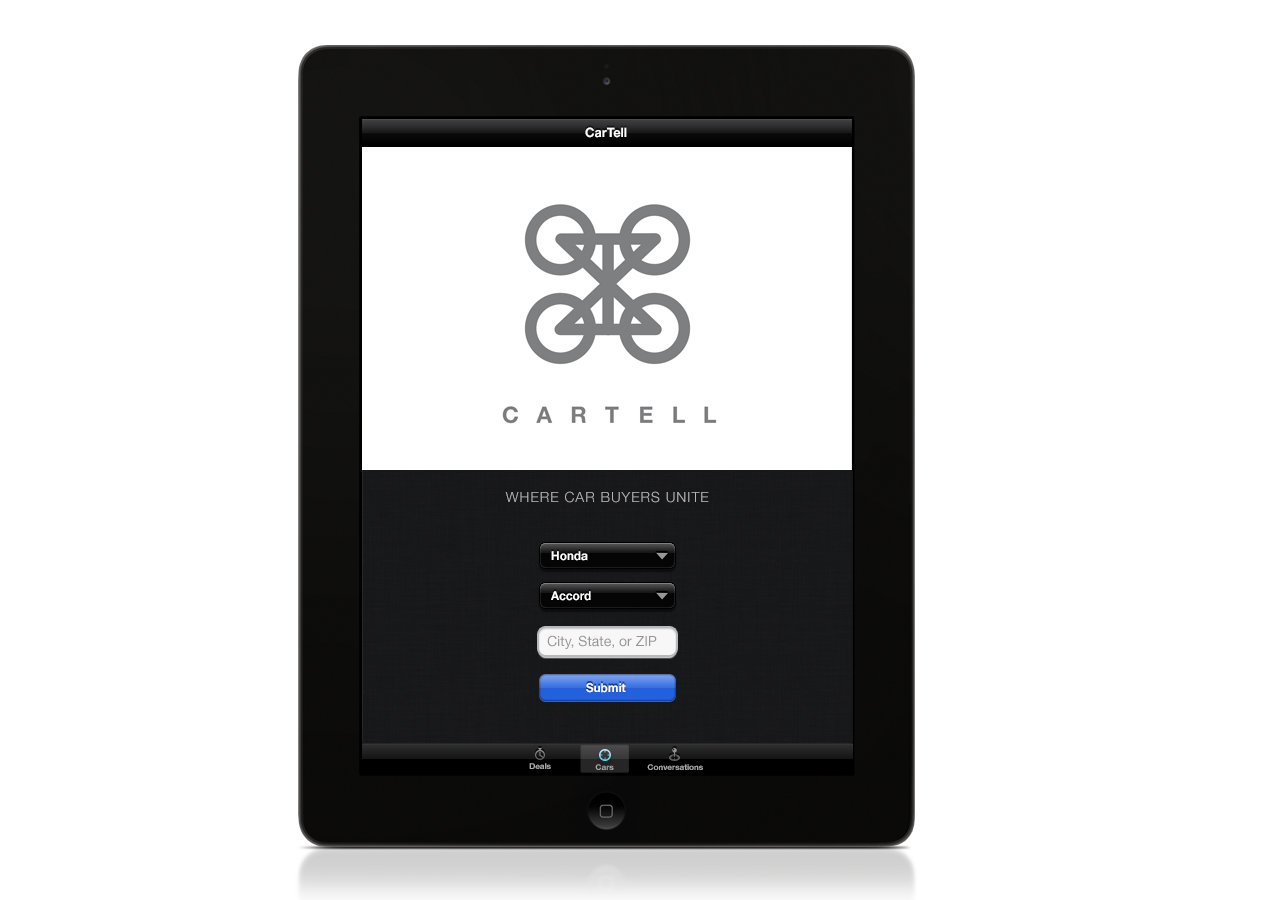 CarTell
CARTELL
WHERE CAR BUYERS UNITE
Honda
Accord
City, State, or ZIP
Submit
Deals
Cars
Conversations